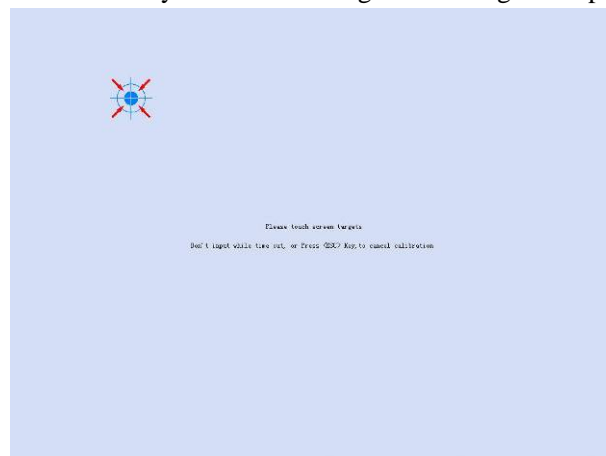 Please touch screen targets
Don't input while time out, or Press (ESC) Key, to cancel calibration